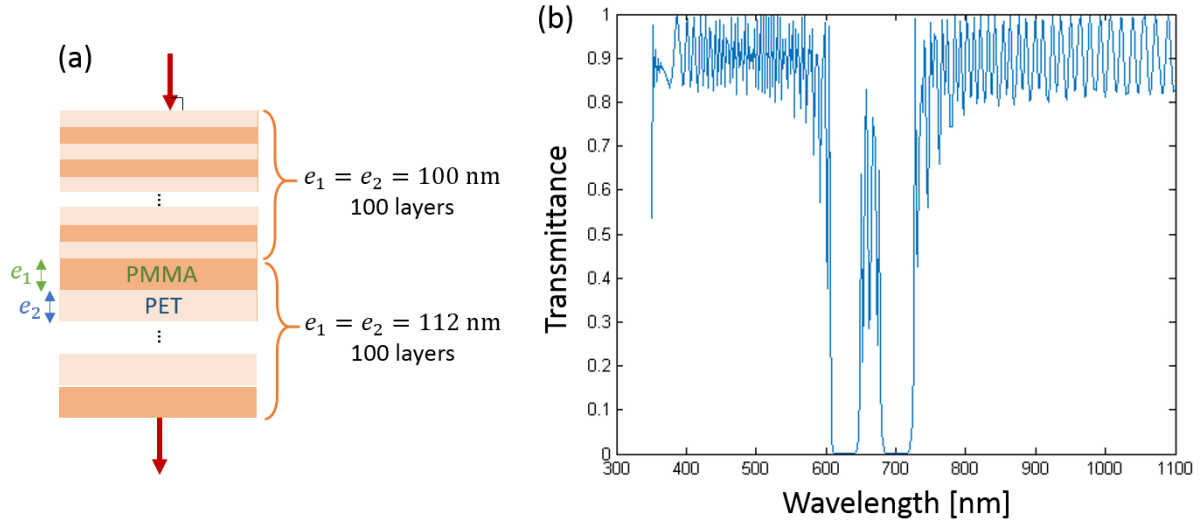 (a)
e₁ = e₂ = 100 nm
100 layers
e₁
PMMA
e₂
PET
e₁ = e₂ = 112 nm
100 layers
(b)
Transmittance
1
0.9
0.8
0.7
0.6
0.5
0.4
0.3
0.2
0.1
0
300 400 500 600 700 800 900 1000 1100
Wavelength [nm]